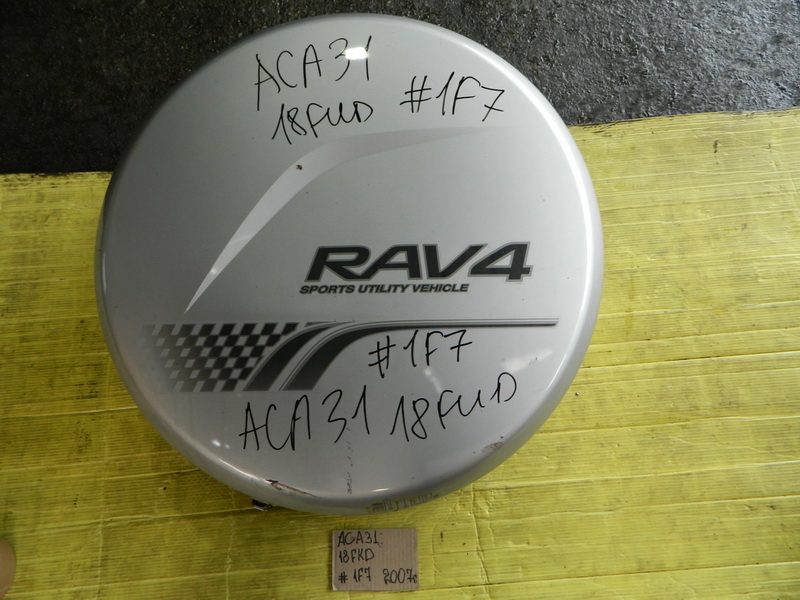 ACA31
18FUD #1F7
RAV4
SPORTS UTILITY VEHICLE
#1F7
ACA31 18FUD
ACA31
18FKD
#1F7 2007г